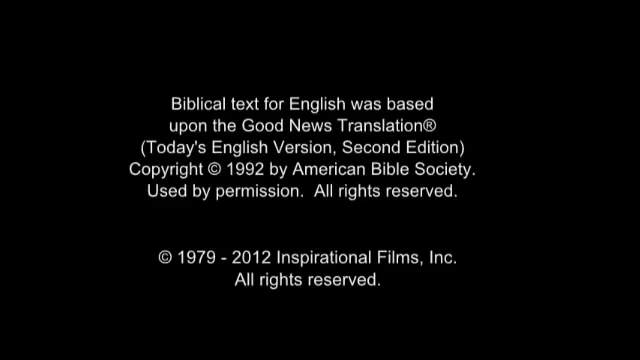 Biblical text for English was based
upon the Good News Translation®
(Today's English Version, Second Edition)
Copyright © 1992 by American Bible Society.
Used by permission.  All rights reserved.
© 1979 - 2012 Inspirational Films, Inc.
All rights reserved.